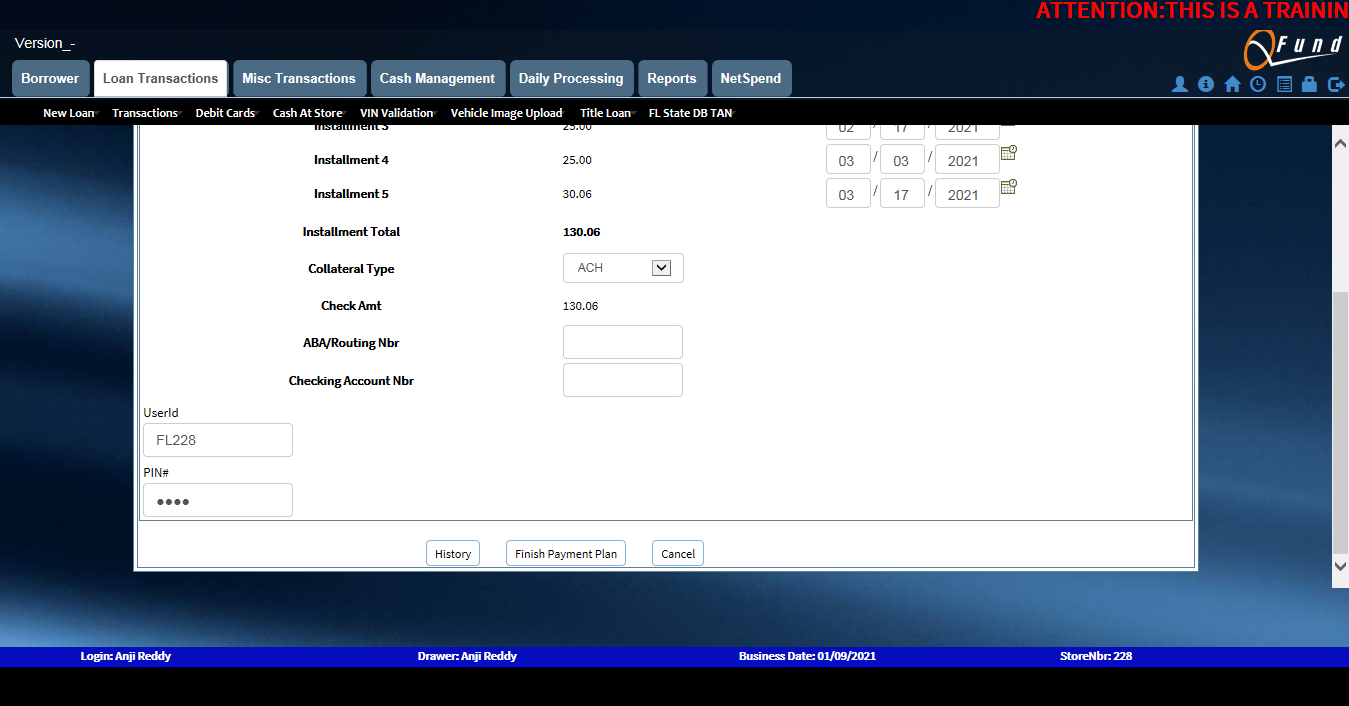 ATTENTION:THIS IS A TRAININ
Version_-
QFund
Borrower Loan Transactions Misc Transactions Cash Management Daily Processing Reports NetSpend
New Loan Transactions Debit Cards Cash At Store VIN Validation Vehicle Image Upload Title Loan FL State DB TAN
Installment 3 25.00 02 / 17 / 2021
Installment 4 25.00 03 / 03 / 2021
Installment 5 30.06 03 / 17 / 2021
Installment Total 130.06
Collateral Type ACH
Check Amt 130.06
ABA/Routing Nbr
Checking Account Nbr
UserId
FL228
PIN#
••••
History Finish Payment Plan Cancel
Login: Anji Reddy Drawer: Anji Reddy Business Date: 01/09/2021 StoreNbr: 228